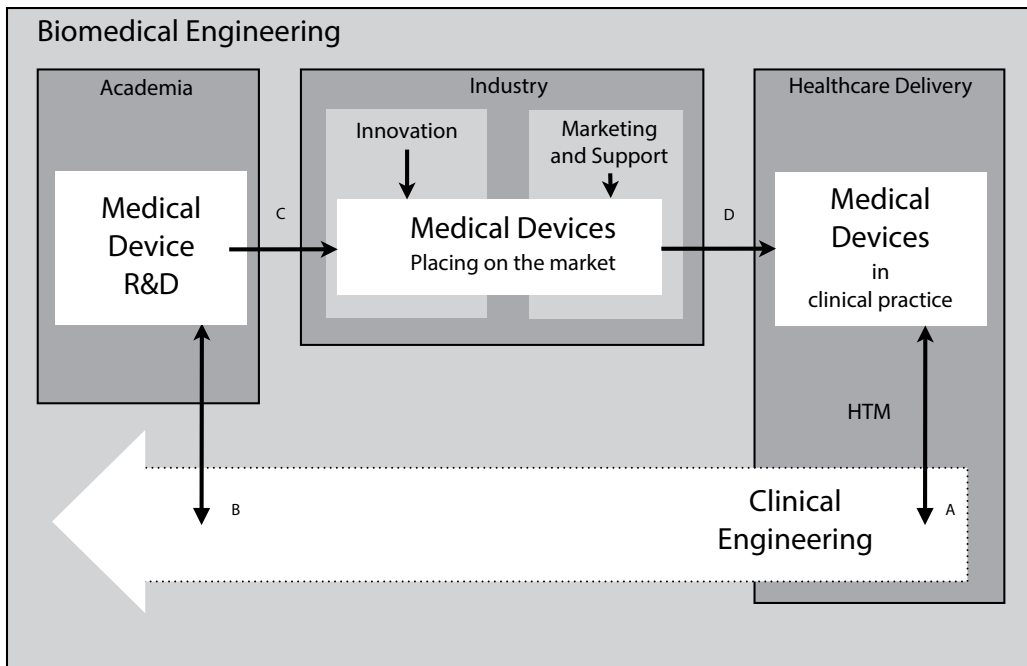 Biomedical Engineering
Academia
Industry
Healthcare Delivery
Innovation
Marketing
and Support
Medical
Device
R&D
C
Medical Devices
Placing on the market
D
Medical
Devices
in
clinical practice
HTM
B
Clinical
Engineering
A